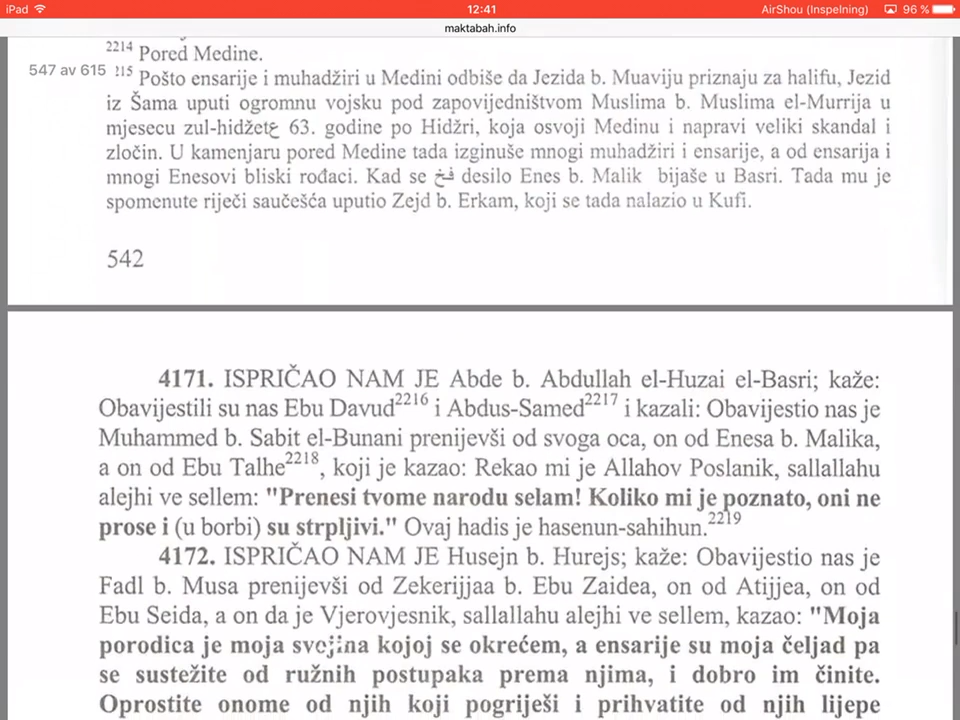 iPad 12:41 AirShou (Inspelning) 96 %
maktabah.info
2214 Pored Medine.
547 av 615
215 Pošto ensarije i muhadžiri u Medini odbiše da Jezida b. Muaviju priznaju za halifu, Jezid
iz Šama uputi ogromnu vojsku pod zapovijedništvom Muslima b. Muslima el-Murrija u
mjesecu zul-hidžetع 63. godine po Hidžri, koja osvoji Medinu i napravi veliki skandal i
zločin. U kamenjaru pored Medine tada izginuše mnogi muhadžiri i ensarije, a od ensarija i
mnogi Enesovi bliski rođaci. Kad se desilo Enes b. Malik bijaše u Basri. Tada mu je
spomenute riječi saučešća uputio Zejd b. Erkam, koji se tada nalazio u Kufi.
542
4171. ISPRIČAO NAM JE Abde b. Abdullah el-Huzai el-Basri; kaže:
Obavijestili su nas Ebu Davud2216 i Abdus-Samed2217 i kazali: Obavijestio nas je
Muhammed b. Sabit el-Bunani prenijevši od svoga oca, on od Enesa b. Malika,
a on od Ebu Talhe2218, koji je kazao: Rekao mi je Allahov Poslanik, sallallahu
alejhi ve sellem: "Prenesi tvome narodu selam! Koliko mi je poznato, oni ne
prose i (u borbi) su strpljivi." Ovaj hadis je hasenun-sahihun.2219
4172. ISPRIČAO NAM JE Husejn b. Hurejs; kaže: Obavijestio nas je
Fadl b. Musa prenijevši od Zekerijjaa b. Ebu Zaidea, on od Atijjea, on od
Ebu Seida, a on da je Vjerovjesnik, sallallahu alejhi ve sellem, kazao: "Moja
porodica je moja svojina kojoj se okrećem, a ensarije su moja čeljad pa
se sustežite od ružnih postupaka prema njima, i dobro im činite.
Oprostite onome od njih koji pogriješi i prihvatite od njih lijepe